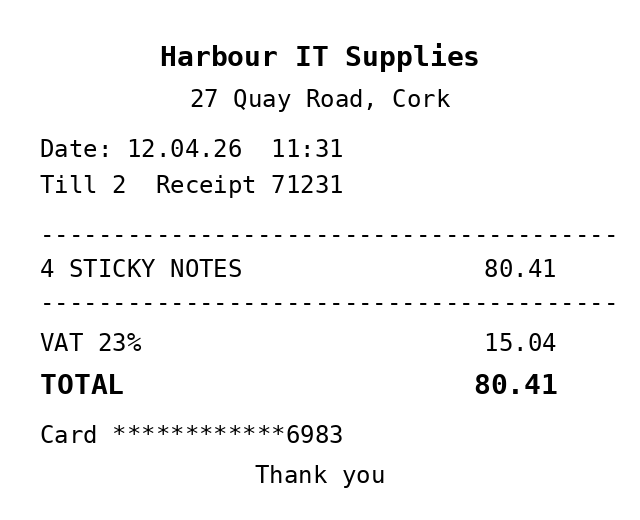 Harbour IT Supplies
27 Quay Road, Cork
Date: 12.04.26  11:31
Till 2  Receipt 71231
----------------------------------------
4 STICKY NOTES 80.41
----------------------------------------
VAT 23% 15.04
TOTAL 80.41
Card ************6983
Thank you